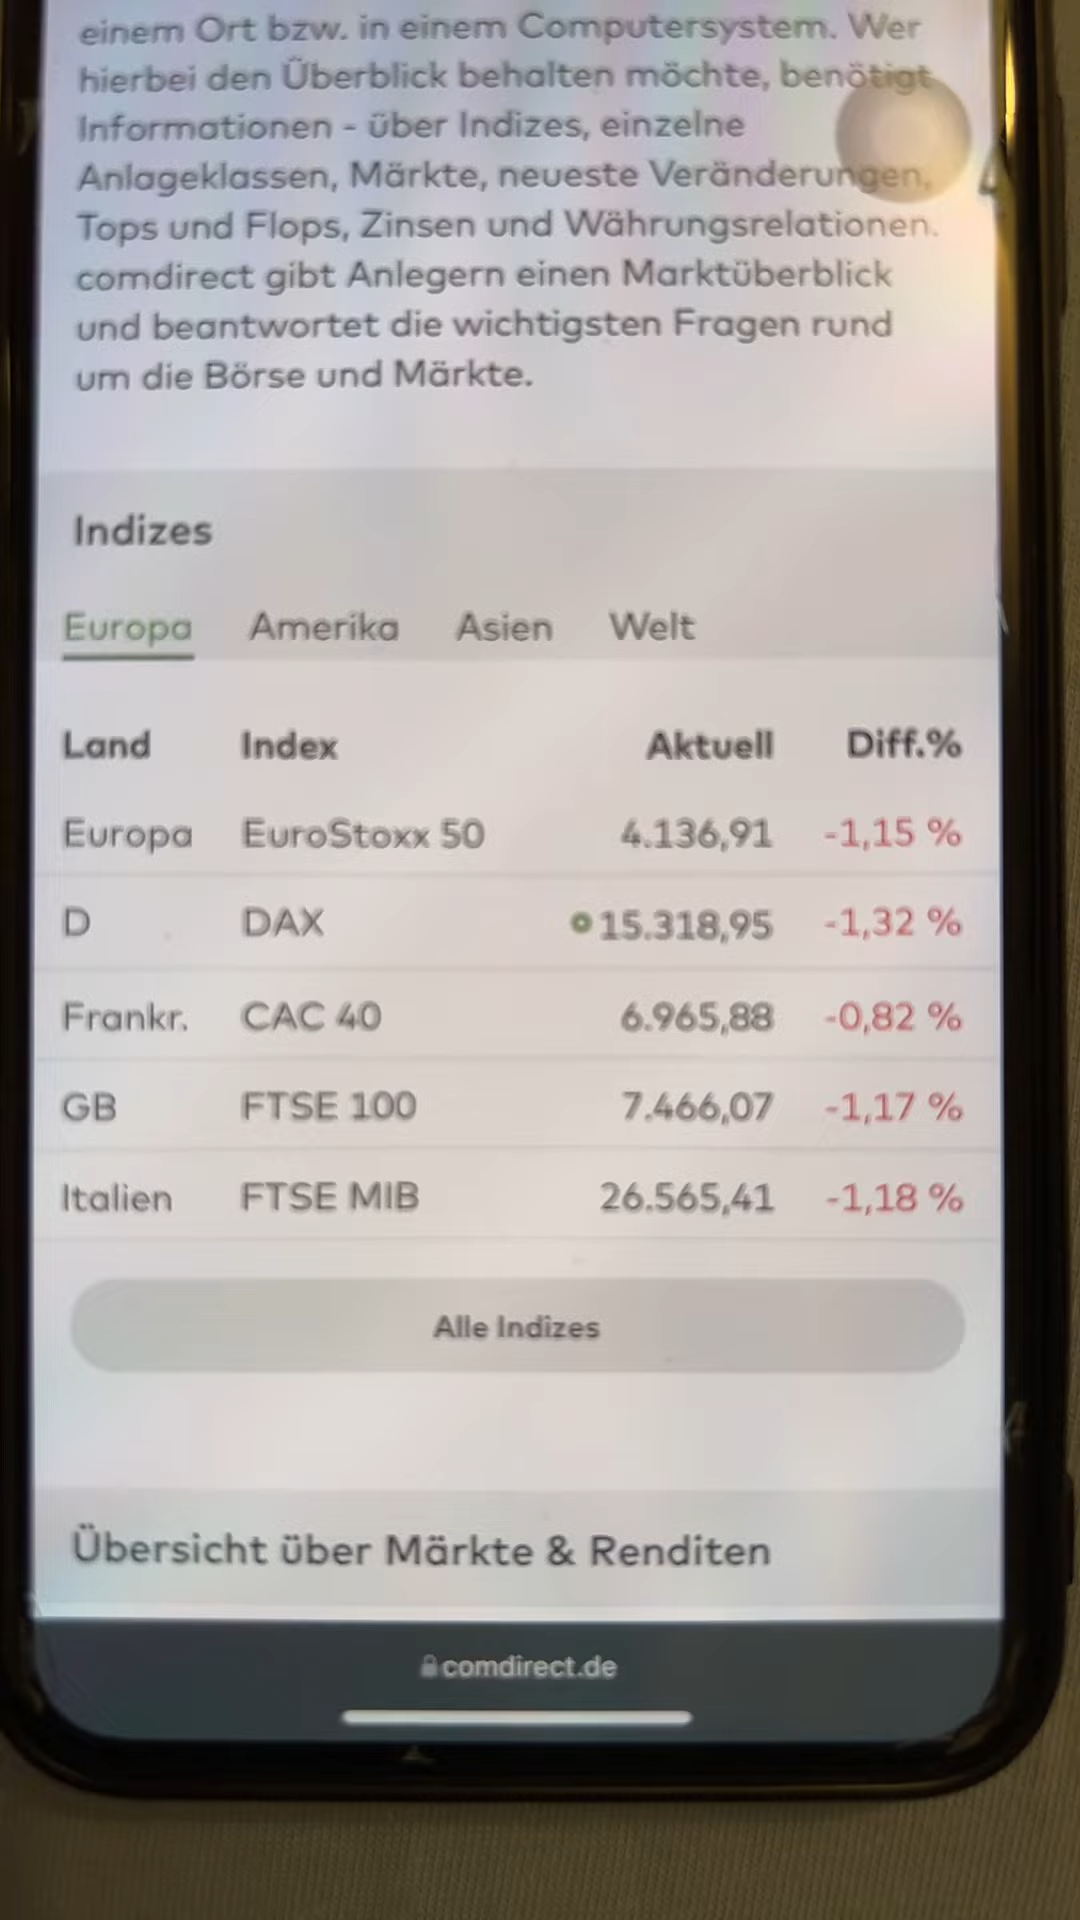 einem Ort bzw. in einem Computersystem. Wer
hierbei den Überblick behalten möchte, benötigt
Informationen - über Indizes, einzelne
Anlageklassen, Märkte, neueste Veränderungen,
Tops und Flops, Zinsen und Währungsrelationen.
comdirect gibt Anlegern einen Marktüberblick
und beantwortet die wichtigsten Fragen rund
um die Börse und Märkte.
Indizes
Europa Amerika Asien Welt
Land Index Aktuell Diff.%
Europa EuroStoxx 50 4.136,91 -1,15 %
D DAX 15.318,95 -1,32 %
Frankr. CAC 40 6.965,88 -0,82 %
GB FTSE 100 7.466,07 -1,17 %
Italien FTSE MIB 26.565,41 -1,18 %
Alle Indizes
Übersicht über Märkte & Renditen
comdirect.de